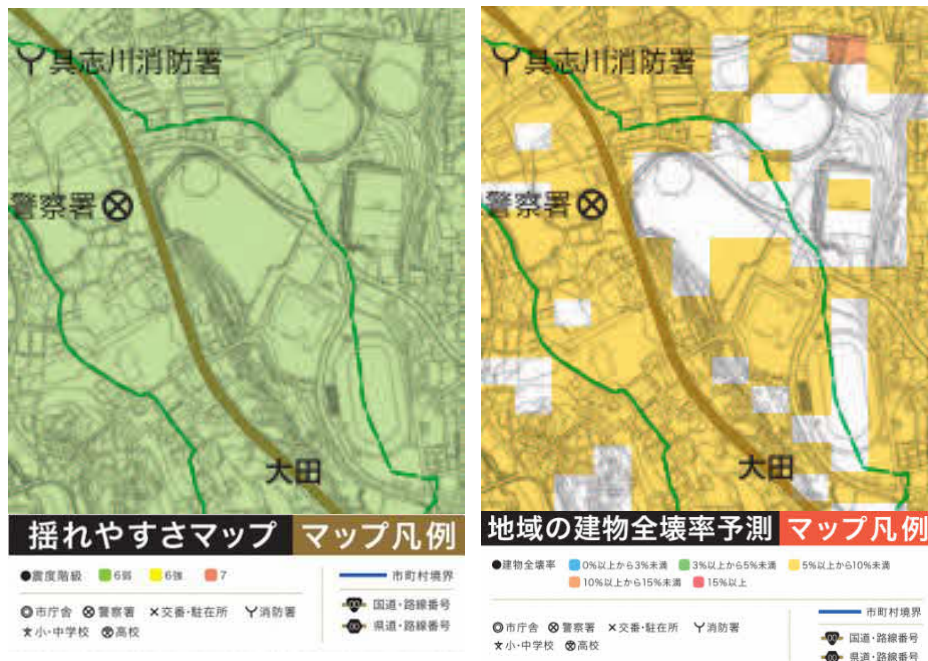 具志川消防署
警察署
大田
揺れやすさマップ マップ凡例
●震度階級 6弱 6強 7
◎市庁舎 警察署 ×交番・駐在所 消防署
小・中学校 高校
市町村境界
国道・路線番号
県道・路線番号
具志川消防署
警察署
大田
地域の建物全壊率予測 マップ凡例
●建物全壊率 0%以上から3%未満 3%以上から5%未満 5%以上から10%未満
10%以上から15%未満 15%以上
◎市庁舎 警察署 ×交番・駐在所 消防署
小・中学校 高校
市町村境界
国道・路線番号
県道・路線番号